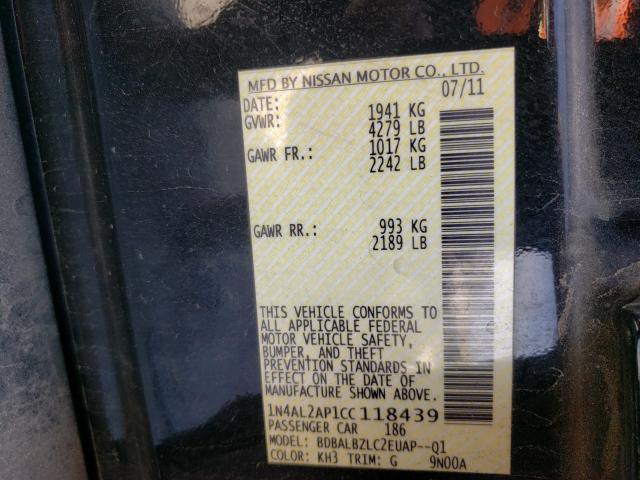 MFD BY NISSAN MOTOR CO., LTD.
DATE: 07/11
GVWR: 1941 KG
4279 LB
GAWR FR.: 1017 KG
2242 LB
GAWR RR.: 993 KG
2189 LB
THIS VEHICLE CONFORMS TO
ALL APPLICABLE FEDERAL
MOTOR VEHICLE SAFETY,
BUMPER, AND THEFT
PREVENTION STANDARDS IN
EFFECT ON THE DATE OF
MANUFACTURE SHOWN ABOVE.
1N4AL2AP1CC118439
PASSENGER CAR 186
MODEL: BDBALBZLC2EUAP--Q1
COLOR: KH3 TRIM: G 9N00A